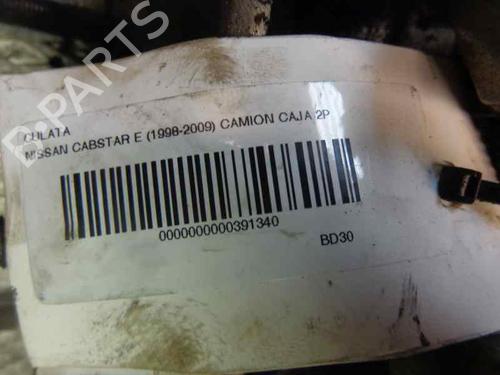 CULATA
NISSAN CABSTAR E (1998-2009) CAMION CAJA 2P
0000000000391340
BD30
B-Parts